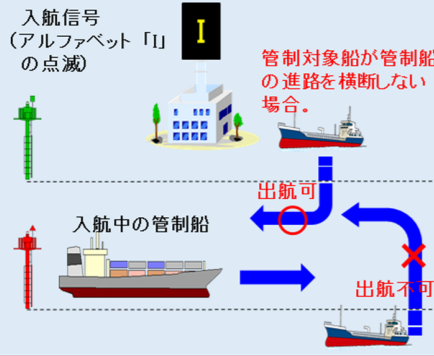 入航信号
(アルファベット「I」
の点滅)
I
管制対象船が管制船
の進路を横断しない
場合。
出航可
入航中の管制船
出航不可